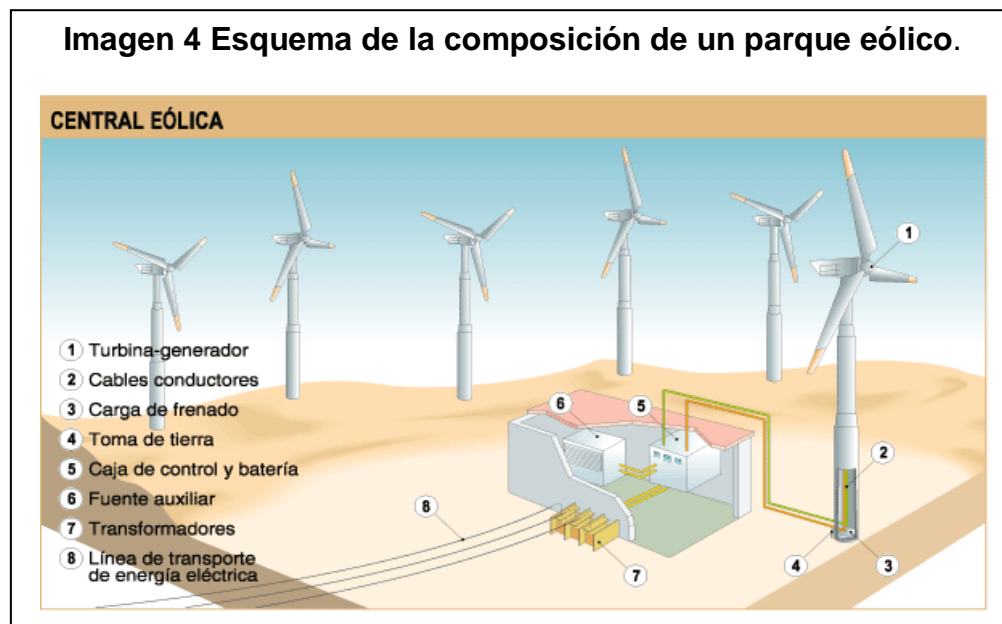 Imagen 4 Esquema de la composición de un parque eólico.
CENTRAL EÓLICA
1 Turbina-generador
2 Cables conductores
3 Carga de frenado
4 Toma de tierra
5 Caja de control y batería
6 Fuente auxiliar
7 Transformadores
8 Línea de transporte
de energía eléctrica
1
6
5
2
8
4
3
7